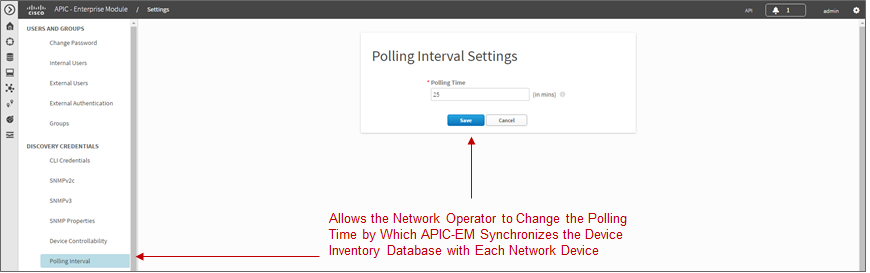 CISCO APIC - Enterprise Module / Settings API 1 admin
USERS AND GROUPS
Change Password
Internal Users
External Users
External Authentication
Groups
DISCOVERY CREDENTIALS
CLI Credentials
SNMPv2c
SNMPv3
SNMP Properties
Device Controllability
Polling Interval
Polling Interval Settings
* Polling Time
25 (in mins)
Save Cancel
Allows the Network Operator to Change the Polling
Time by Which APIC-EM Synchronizes the Device
Inventory Database with Each Network Device